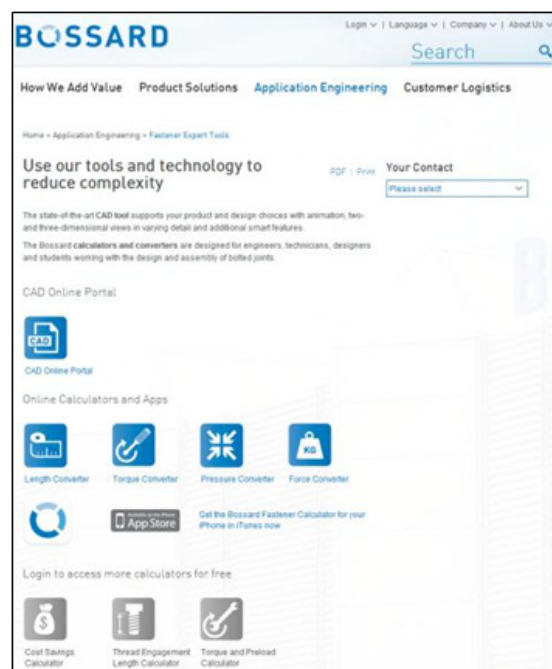 BOSSARD
Login | Language | Company | About Us
Search
How We Add Value Product Solutions Application Engineering Customer Logistics
Home » Application Engineering » Fastener Expert Tools
Use our tools and technology to
reduce complexity
PDF | Print
Your Contact
Please select
The state-of-the-art CAD tool supports your product and design choices with animation, two-
and three-dimensional views in varying detail and additional smart features.
The Bossard calculators and converters are designed for engineers, technicians, designers
and students working with the design and assembly of bolted joints.
CAD Online Portal
CAD
CAD Online Portal
Online Calculators and Apps
KG
Length Converter Torque Converter Pressure Converter Force Converter
Available on the iPhone
App Store
Get the Bossard Fastener Calculator for your
iPhone in iTunes now
Login to access more calculators for free
$
Cost Savings
Calculator
Thread Engagement
Length Calculator
Torque and Preload
Calculator